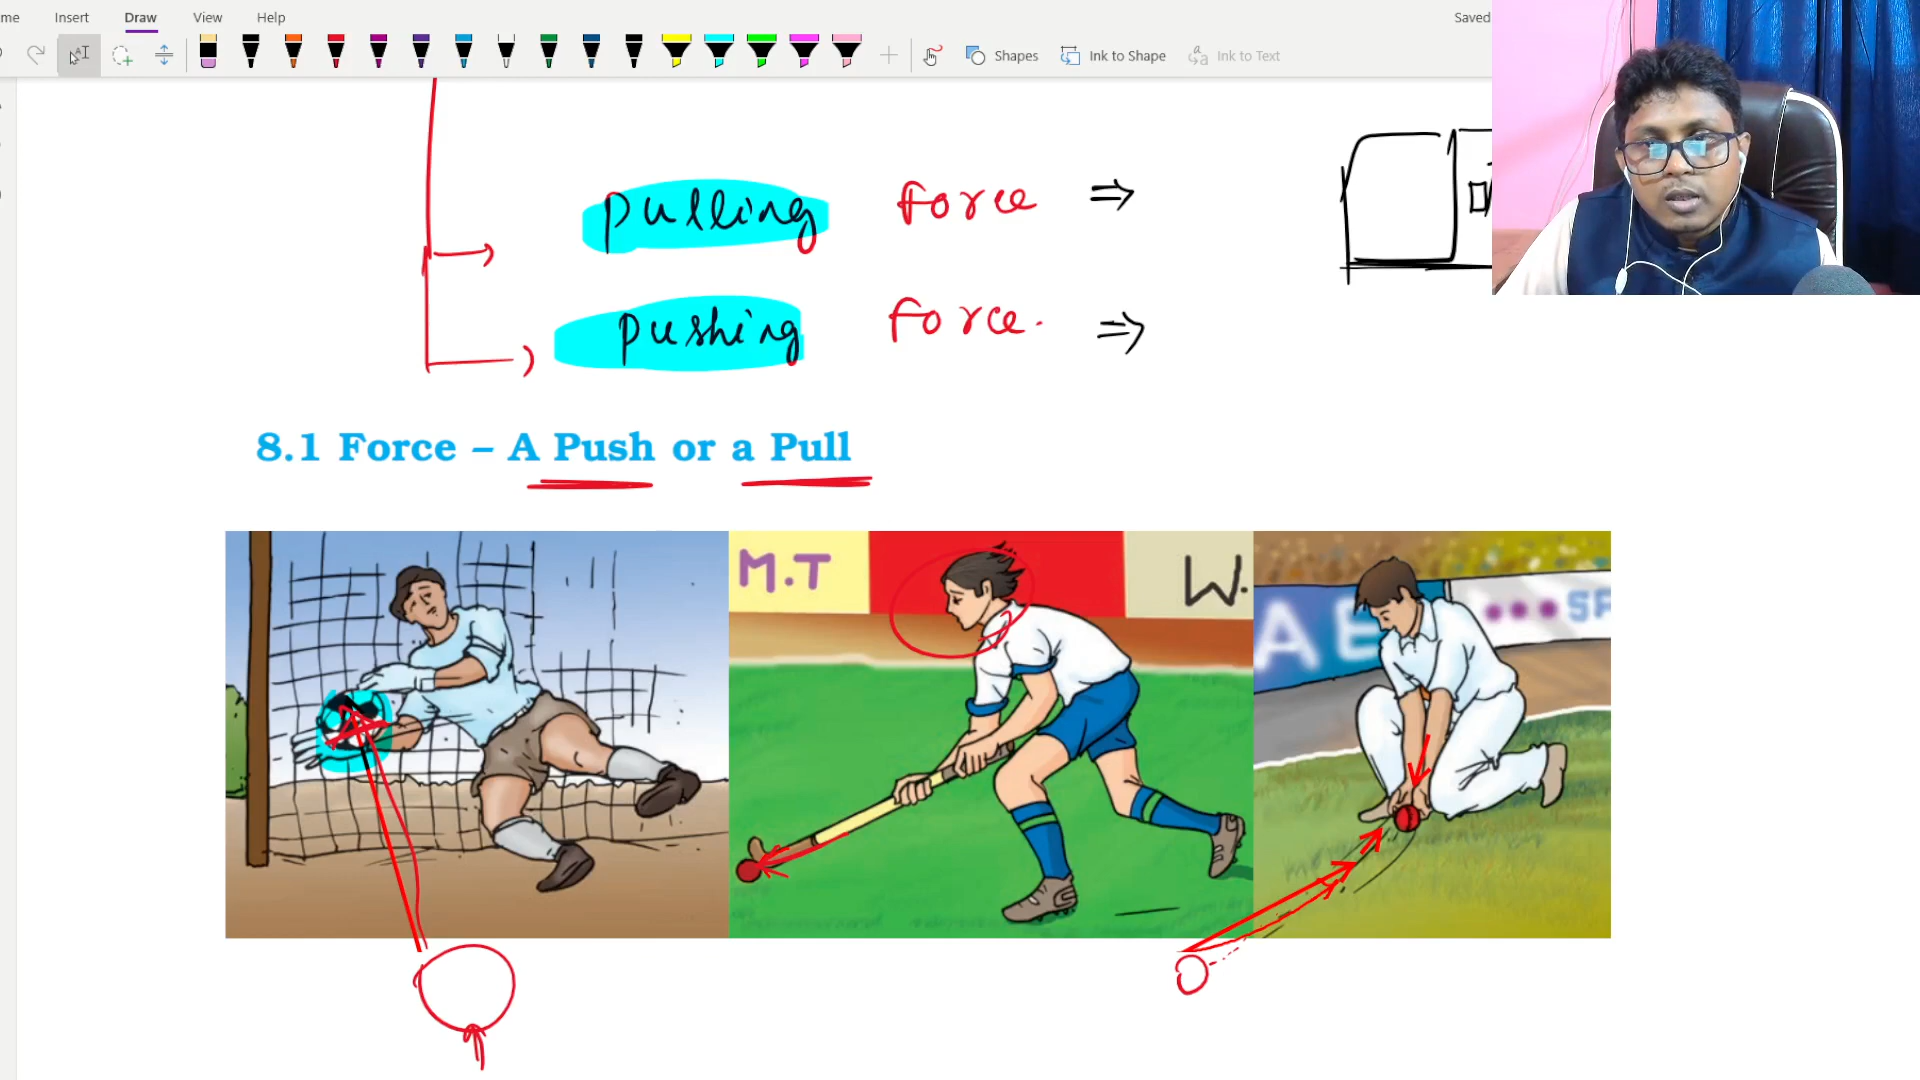 Insert Draw View Help Saved
Shapes Ink to Shape Ink to Text
pulling force ⇒
pushing force. ⇒
8.1 Force – A Push or a Pull
M.T W.
A E SP